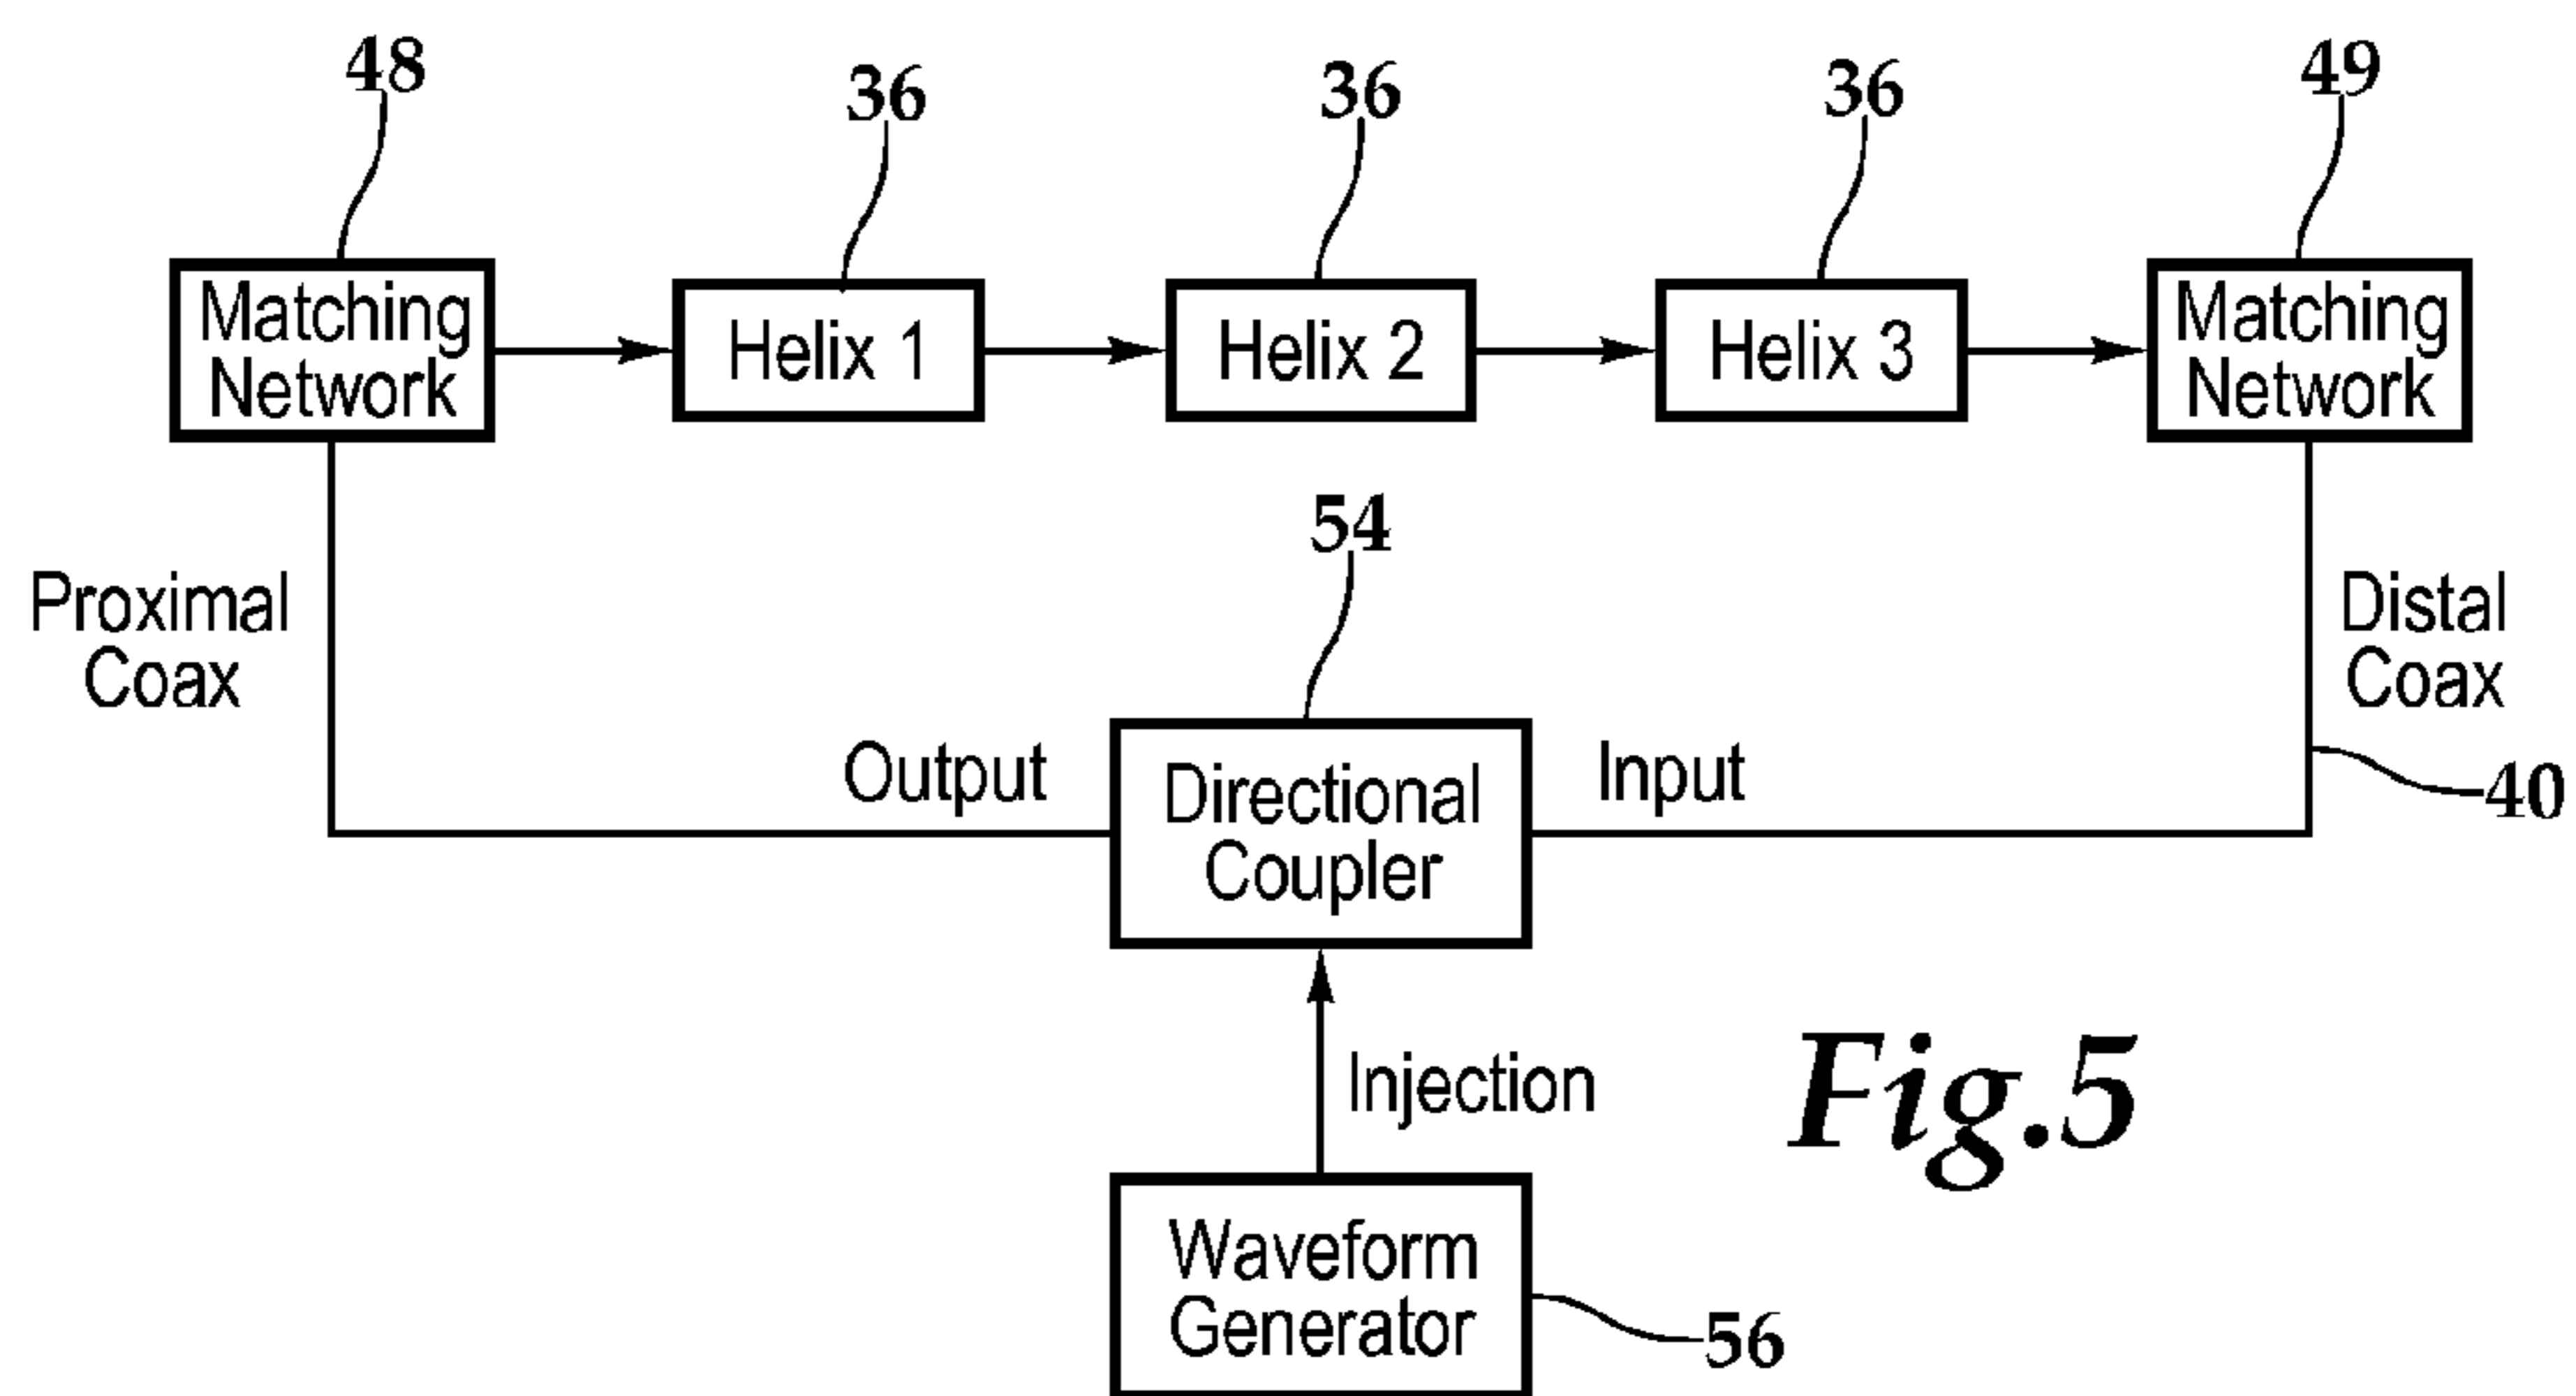 48
36
36
36
49
Matching
Network
Helix 1
Helix 2
Helix 3
Matching
Network
54
Proximal
Coax
Distal
Coax
Output
Directional
Coupler
Input
40
Injection
Fig.5
Waveform
Generator
56